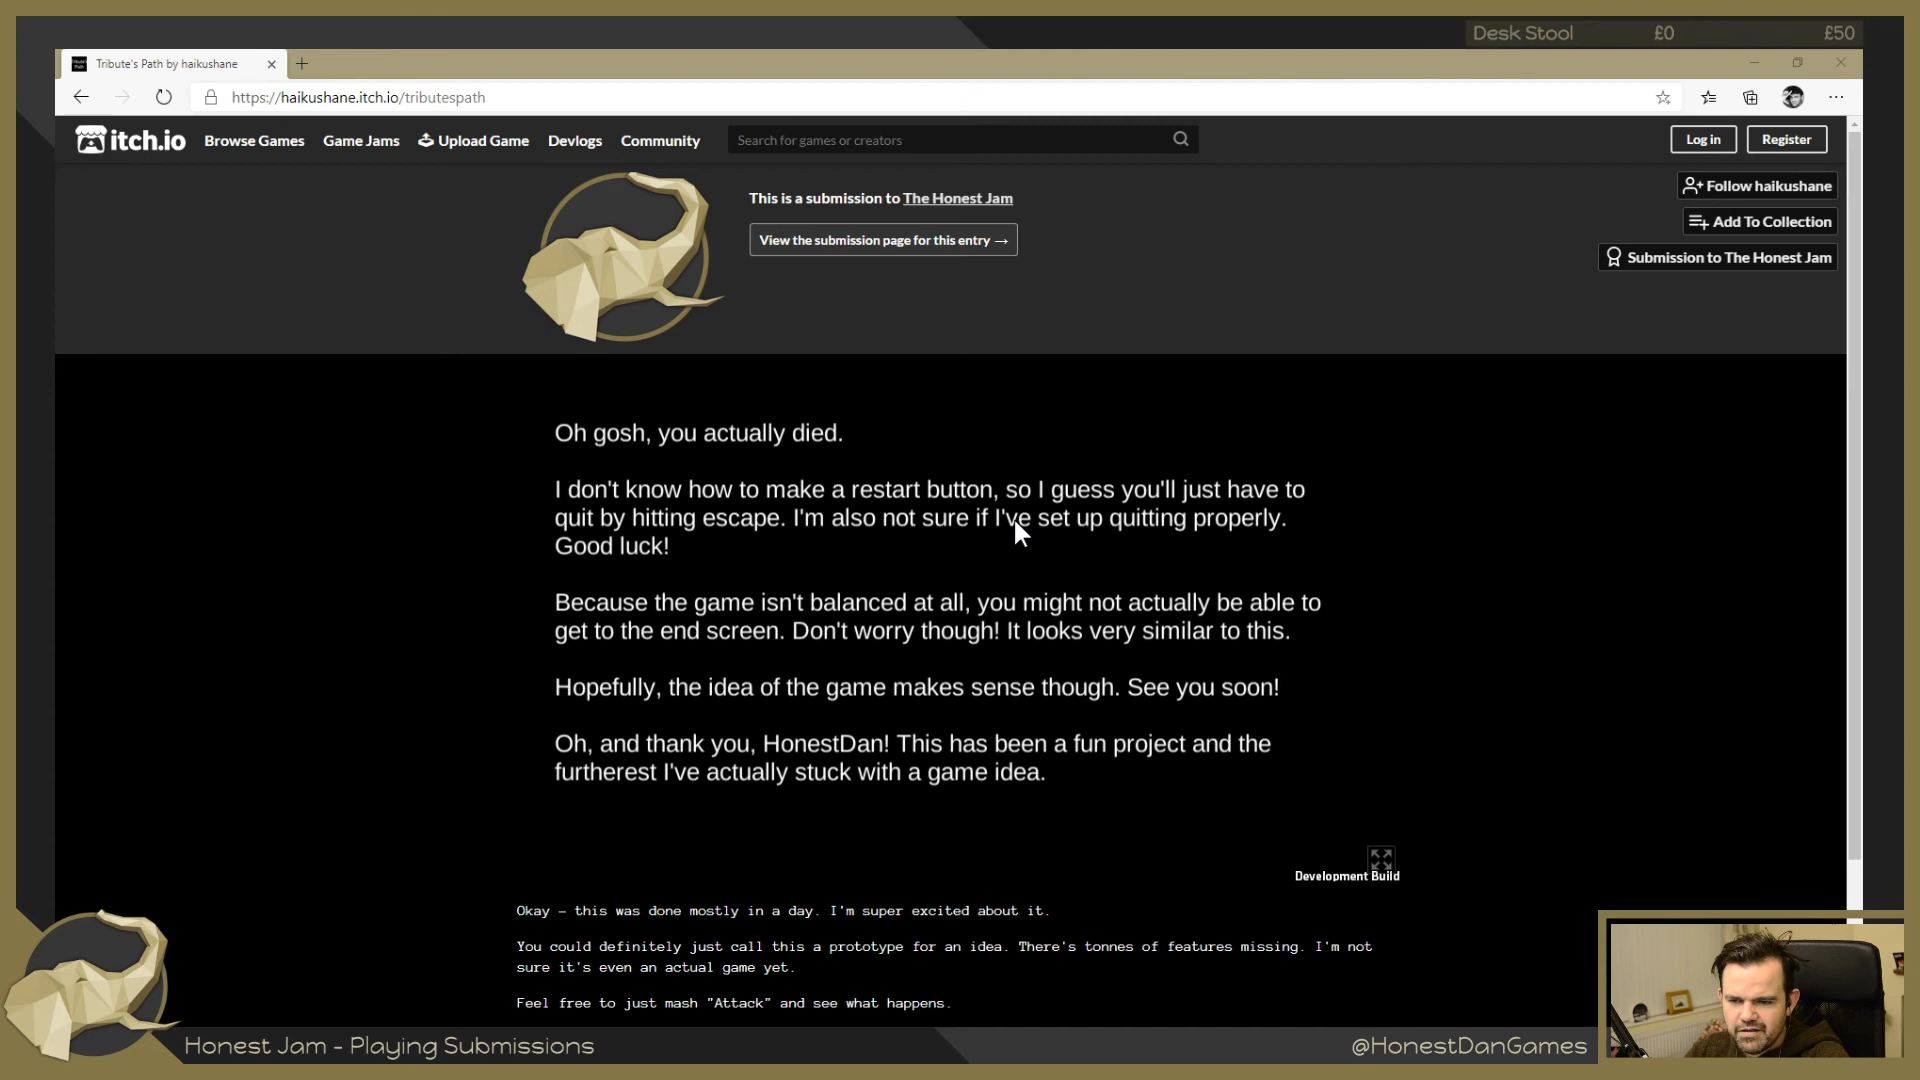 Desk Stool £0 £50
Tribute's Path by haikushane
https://haikushane.itch.io/tributespath
itch.io Browse Games Game Jams Upload Game Devlogs Community Search for games or creators Log in Register
This is a submission to The Honest Jam
View the submission page for this entry →
Follow haikushane
Add To Collection
Submission to The Honest Jam
Oh gosh, you actually died.
I don't know how to make a restart button, so I guess you'll just have to
quit by hitting escape. I'm also not sure if I've set up quitting properly.
Good luck!
Because the game isn't balanced at all, you might not actually be able to
get to the end screen. Don't worry though! It looks very similar to this.
Hopefully, the idea of the game makes sense though. See you soon!
Oh, and thank you, HonestDan! This has been a fun project and the
furtherest I've actually stuck with a game idea.
Development Build
Okay – this was done mostly in a day. I'm super excited about it.
You could definitely just call this a prototype for an idea. There's tonnes of features missing. I'm not
sure it's even an actual game yet.
Feel free to just mash "Attack" and see what happens.
Honest Jam - Playing Submissions
@HonestDanGames